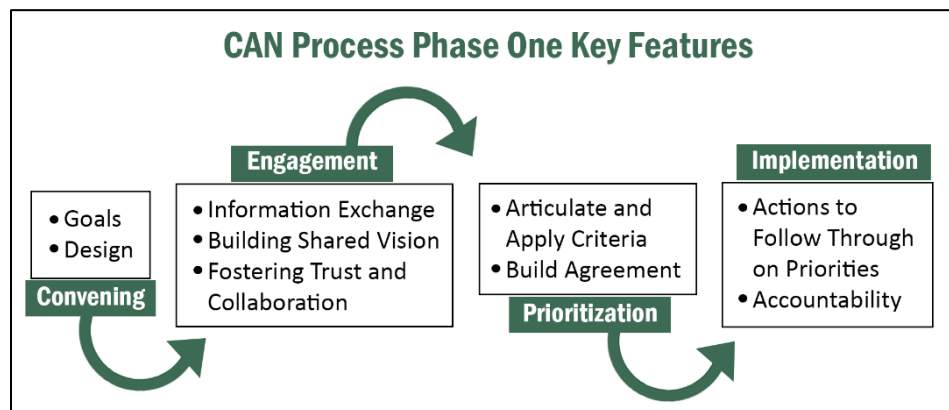 CAN Process Phase One Key Features
Convening
• Goals
• Design
Engagement
• Information Exchange
• Building Shared Vision
• Fostering Trust and
Collaboration
Prioritization
• Articulate and
Apply Criteria
• Build Agreement
Implementation
• Actions to
Follow Through
on Priorities
• Accountability